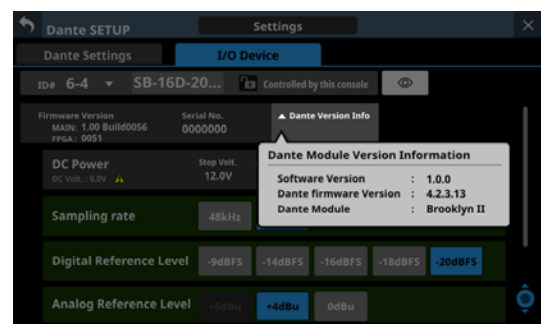 Dante SETUP
Settings
Dante Settings
I/O Device
ID# 6-4 SB-16D-20... Controlled by this console
Firmware Version
MAIN: 1.00 Build0056
FPGA : 0051
Serial No.
0000000
Dante Version Info
Dante Module Version Information
Software Version : 1.0.0
Dante firmware Version : 4.2.3.13
Dante Module : Brooklyn II
DC Power
DC Volt. : 0.0V
Stop Volt.
12.0V
Sampling rate 48kHz
Digital Reference Level -9dBFS -14dBFS -16dBFS -18dBFS -20dBFS
Analog Reference Level +6dBu +4dBu 0dBu